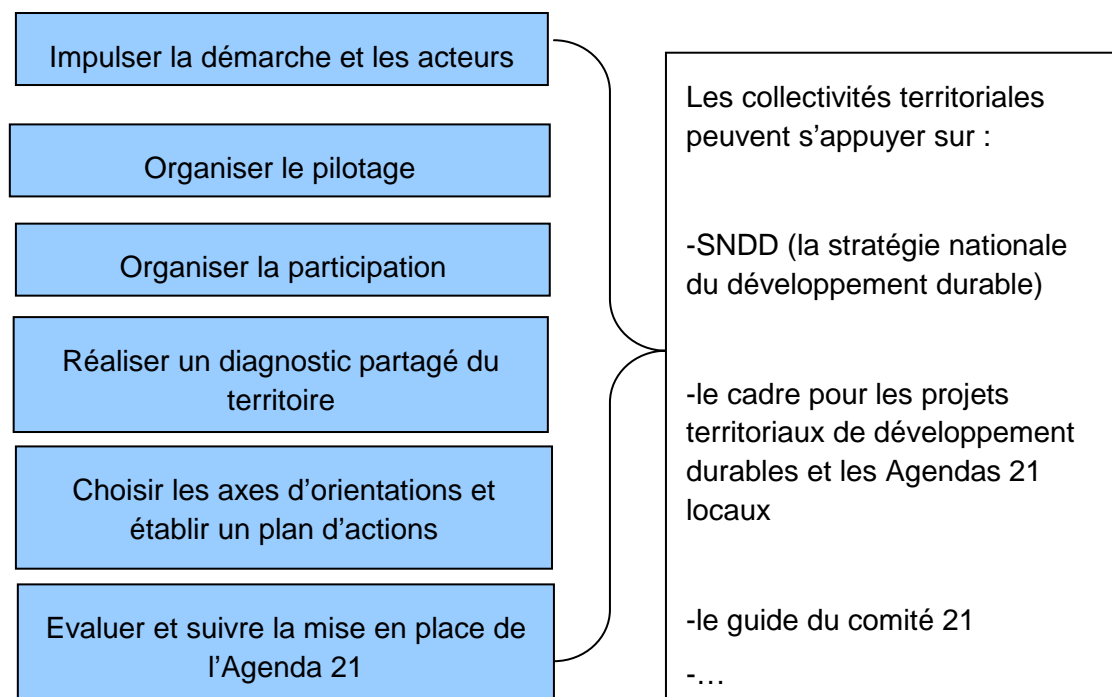 Impulser la démarche et les acteurs
Organiser le pilotage
Organiser la participation
Réaliser un diagnostic partagé du
territoire
Choisir les axes d’orientations et
établir un plan d’actions
Evaluer et suivre la mise en place de
l’Agenda 21
Les collectivités territoriales
peuvent s’appuyer sur :
-SNDD (la stratégie nationale
du développement durable)
-le cadre pour les projets
territoriaux de développement
durables et les Agendas 21
locaux
-le guide du comité 21
-…